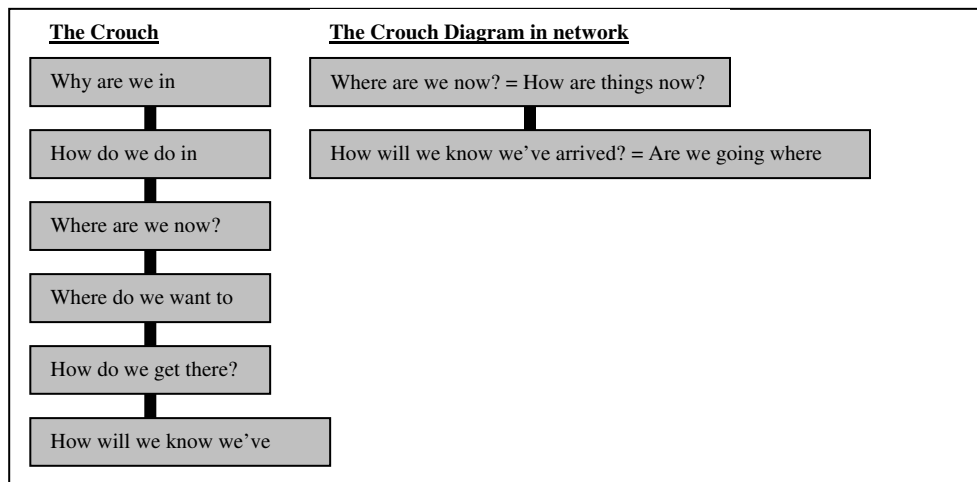 The Crouch
Why are we in
How do we do in
Where are we now?
Where do we want to
How do we get there?
How will we know we’ve
The Crouch Diagram in network
Where are we now? = How are things now?
How will we know we’ve arrived? = Are we going where